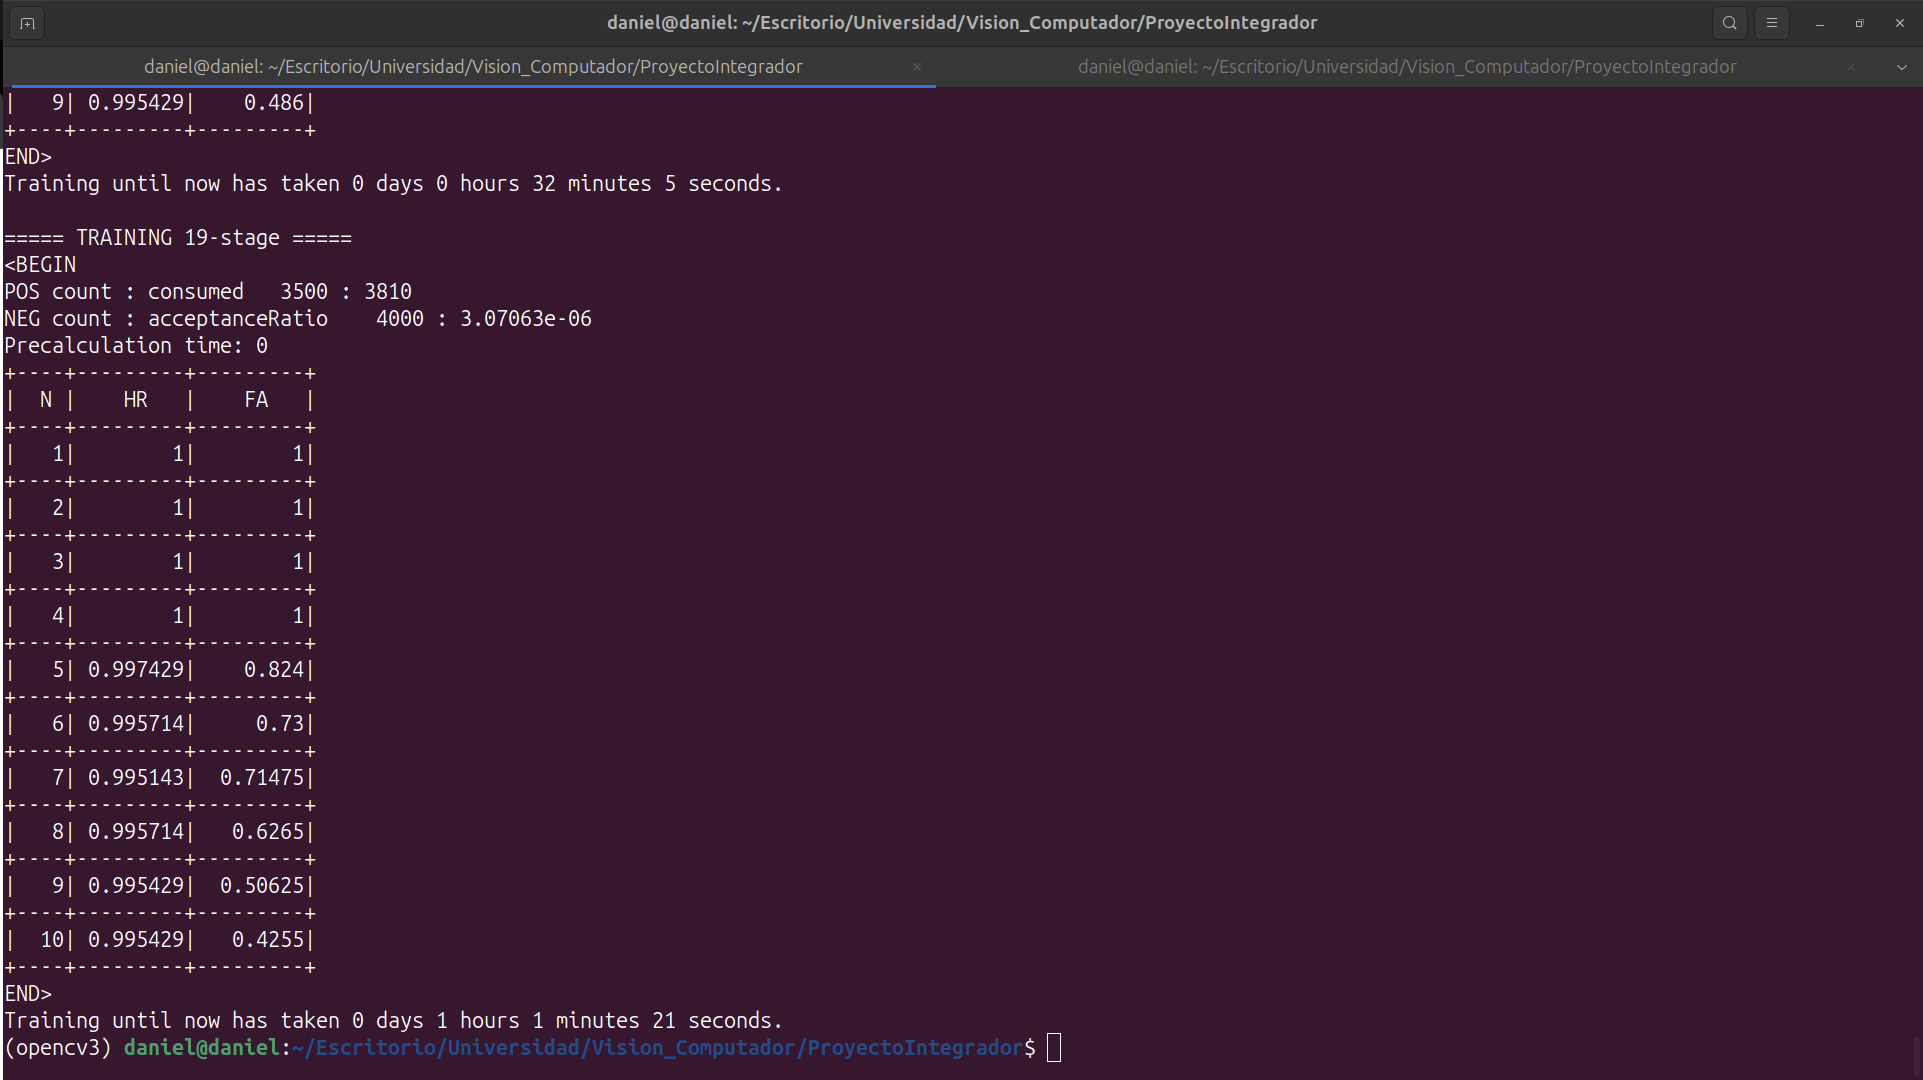 daniel@daniel: ~/Escritorio/Universidad/Vision_Computador/ProyectoIntegrador
daniel@daniel: ~/Escritorio/Universidad/Vision_Computador/ProyectoIntegrador
daniel@daniel: ~/Escritorio/Universidad/Vision_Computador/ProyectoIntegrador
|   9| 0.995429|    0.486|
+----+---------+---------+
END>
Training until now has taken 0 days 0 hours 32 minutes 5 seconds.

===== TRAINING 19-stage =====
<BEGIN
POS count : consumed   3500 : 3810
NEG count : acceptanceRatio    4000 : 3.07063e-06
Precalculation time: 0
+----+---------+---------+
|  N |    HR   |    FA   |
+----+---------+---------+
|   1|        1|        1|
+----+---------+---------+
|   2|        1|        1|
+----+---------+---------+
|   3|        1|        1|
+----+---------+---------+
|   4|        1|        1|
+----+---------+---------+
|   5| 0.997429|    0.824|
+----+---------+---------+
|   6| 0.995714|     0.73|
+----+---------+---------+
|   7| 0.995143|  0.71475|
+----+---------+---------+
|   8| 0.995714|   0.6265|
+----+---------+---------+
|   9| 0.995429|  0.50625|
+----+---------+---------+
|  10| 0.995429|   0.4255|
+----+---------+---------+
END>
Training until now has taken 0 days 1 hours 1 minutes 21 seconds.
(opencv3) daniel@daniel:~/Escritorio/Universidad/Vision_Computador/ProyectoIntegrador$